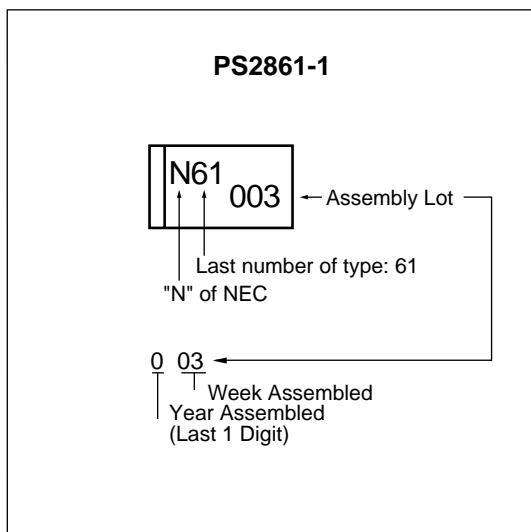 PS2861-1
N61
003
Assembly Lot
Last number of type: 61
"N" of NEC
0 03
Week Assembled
Year Assembled
(Last 1 Digit)